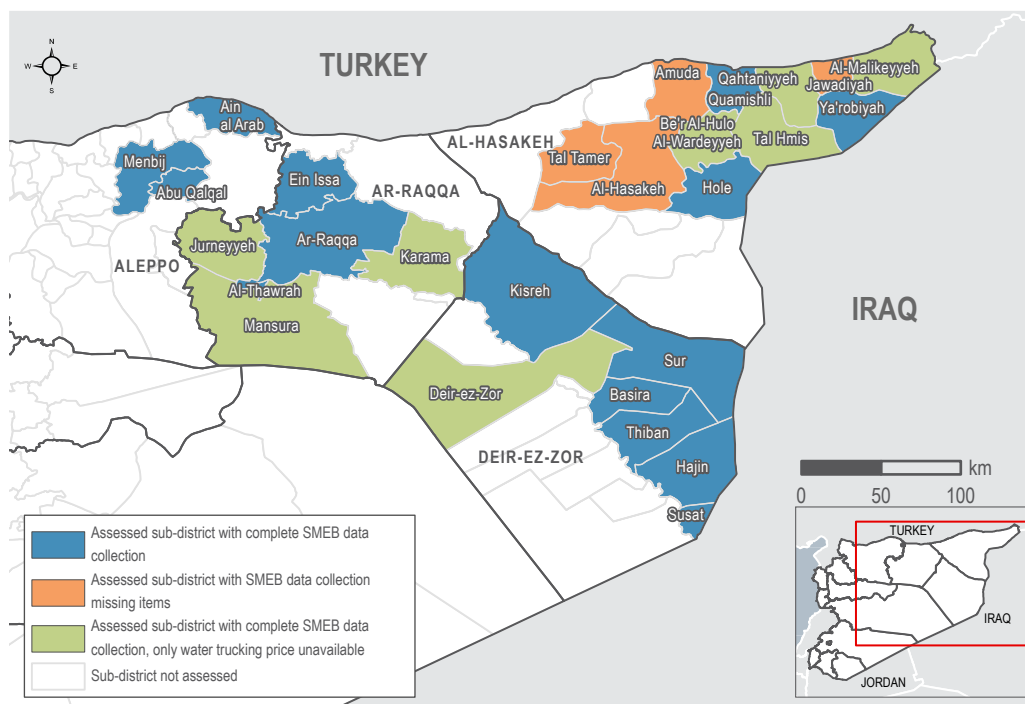 N
W
E
S
TURKEY
Amuda
Qahtaniyyeh
Al-Malikeyyeh
Jawadiyah
Quamishli
Ya'robiyah
Ain
al Arab
Be'r Al-Hulo
Al-Wardeyyeh
Tal Hmis
AL-HASAKEH
Menbij
Tal Tamer
Abu Qalqal
Ein Issa
AR-RAQQA
Al-Hasakeh
Hole
Jurneyyeh
Ar-Raqqa
Karama
ALEPPO
Kisreh
Al-Thawrah
Mansura
IRAQ
Sur
Deir-ez-Zor
Basira
Thiban
DEIR-EZ-ZOR
Hajin
Susat
km
0 50 100
Assessed sub-district with complete SMEB data
collection
Assessed sub-district with SMEB data collection
missing items
Assessed sub-district with complete SMEB data
collection, only water trucking price unavailable
Sub-district not assessed
TURKEY
IRAQ
JORDAN